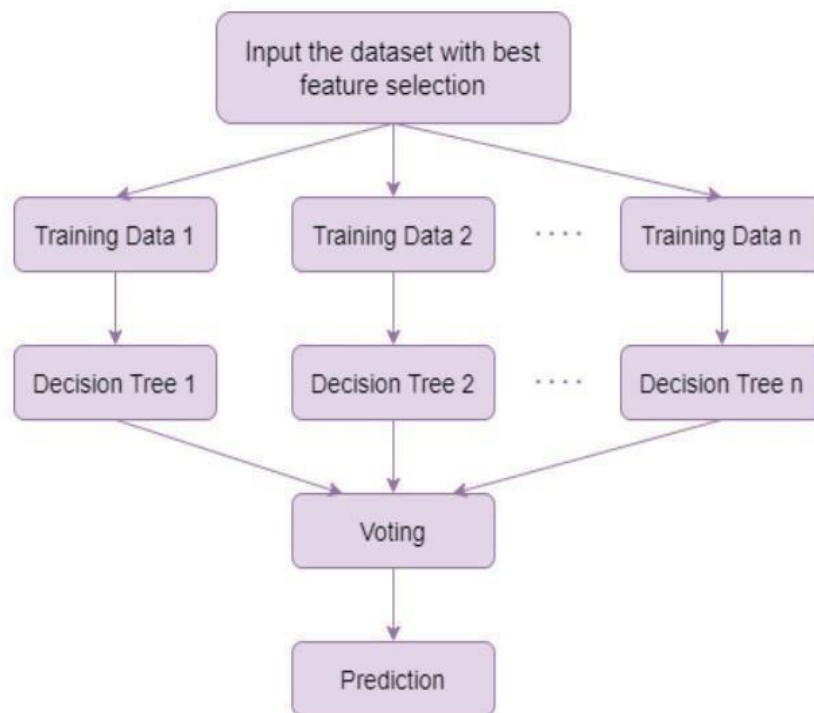 Input the dataset with best
feature selection
Training Data 1
Training Data 2
....
Training Data n
Decision Tree 1
Decision Tree 2
....
Decision Tree n
Voting
Prediction